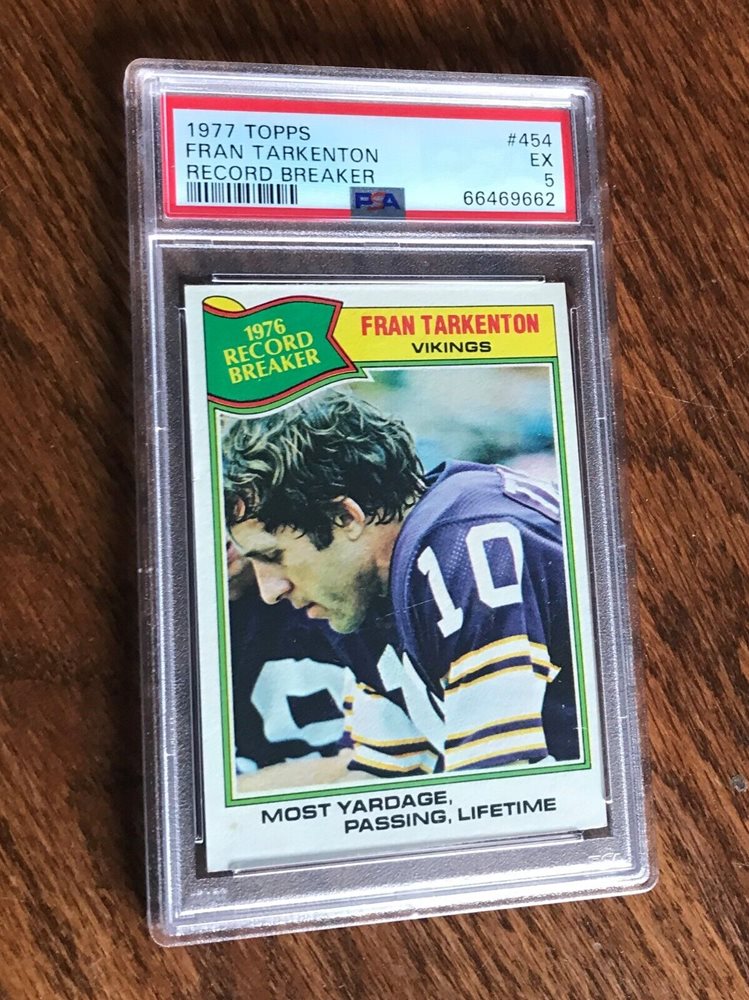 1977 TOPPS
#454
FRAN TARKENTON
EX
RECORD BREAKER
5
PSA
66469662
1976
RECORD
BREAKER
FRAN TARKENTON
VIKINGS
10
10
MOST YARDAGE,
PASSING, LIFETIME